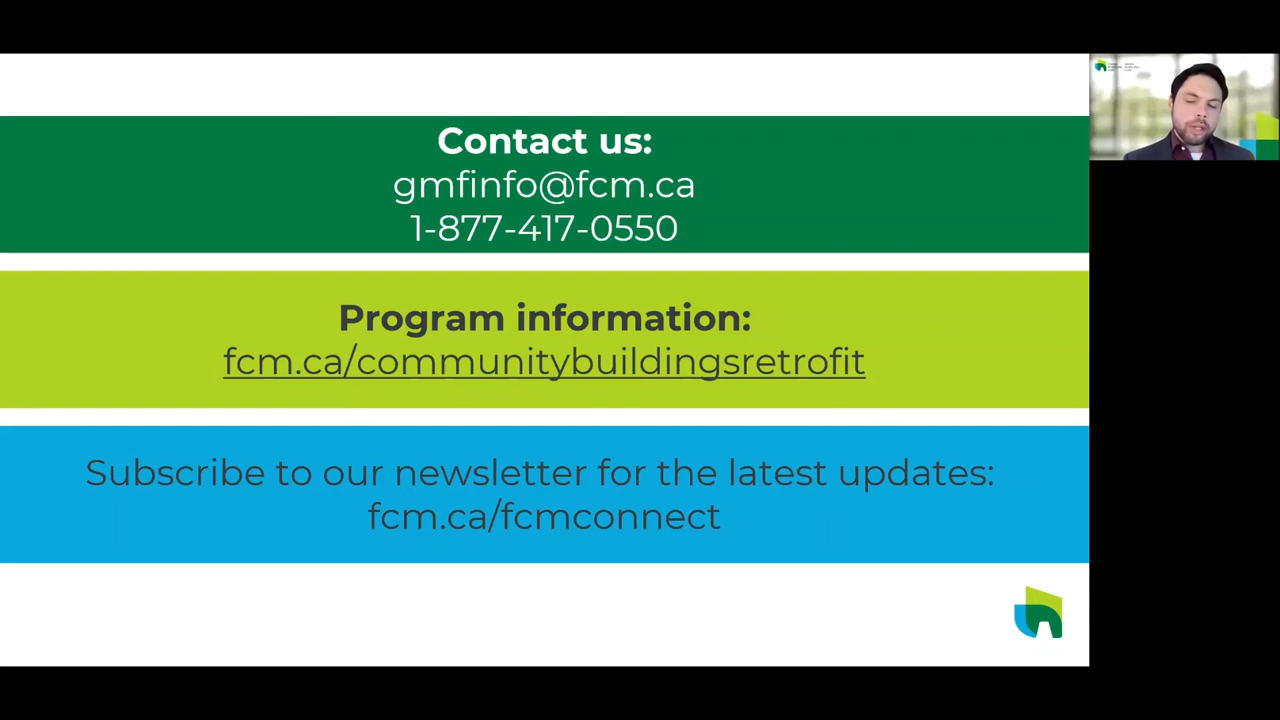 Contact us:
gmfinfo@fcm.ca
1-877-417-0550
Program information:
fcm.ca/communitybuildingsretrofit
Subscribe to our newsletter for the latest updates:
fcm.ca/fcmconnect